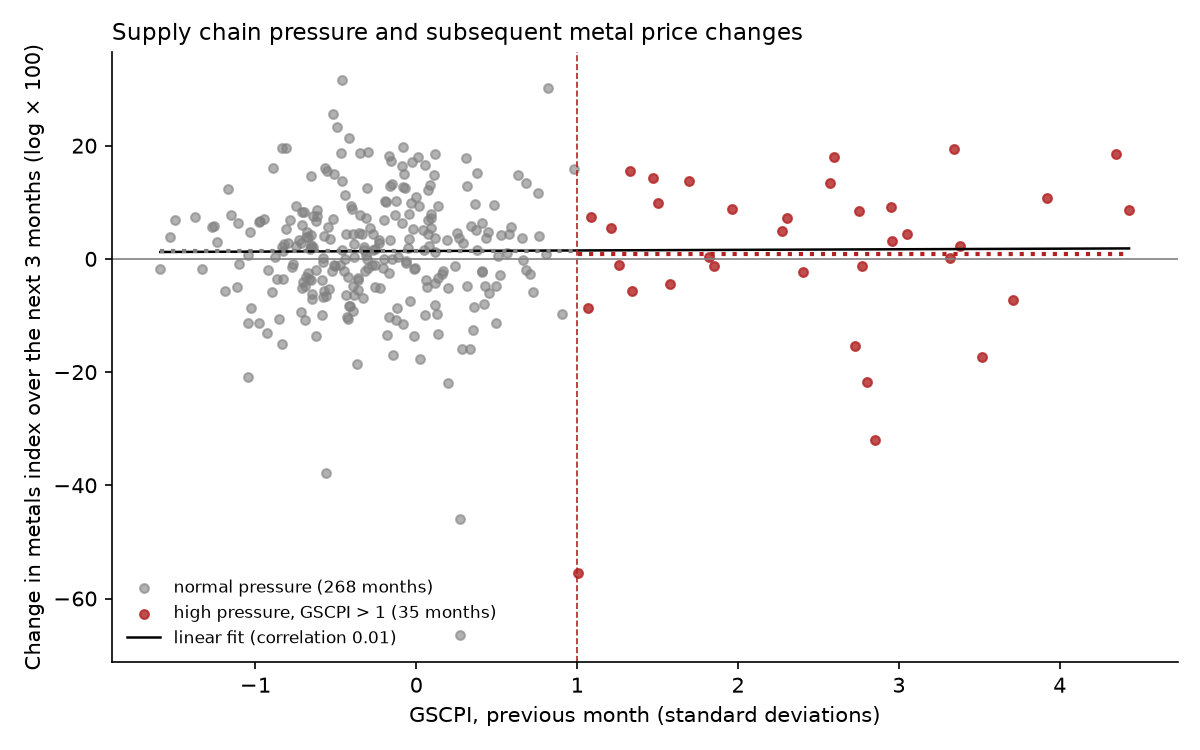 Supply chain pressure and subsequent metal price changes
Change in metals index over the next 3 months (log × 100)
20
0
−20
−40
−60
normal pressure (268 months)
high pressure, GSCPI > 1 (35 months)
linear fit (correlation 0.01)
−1
0
1
2
3
4
GSCPI, previous month (standard deviations)